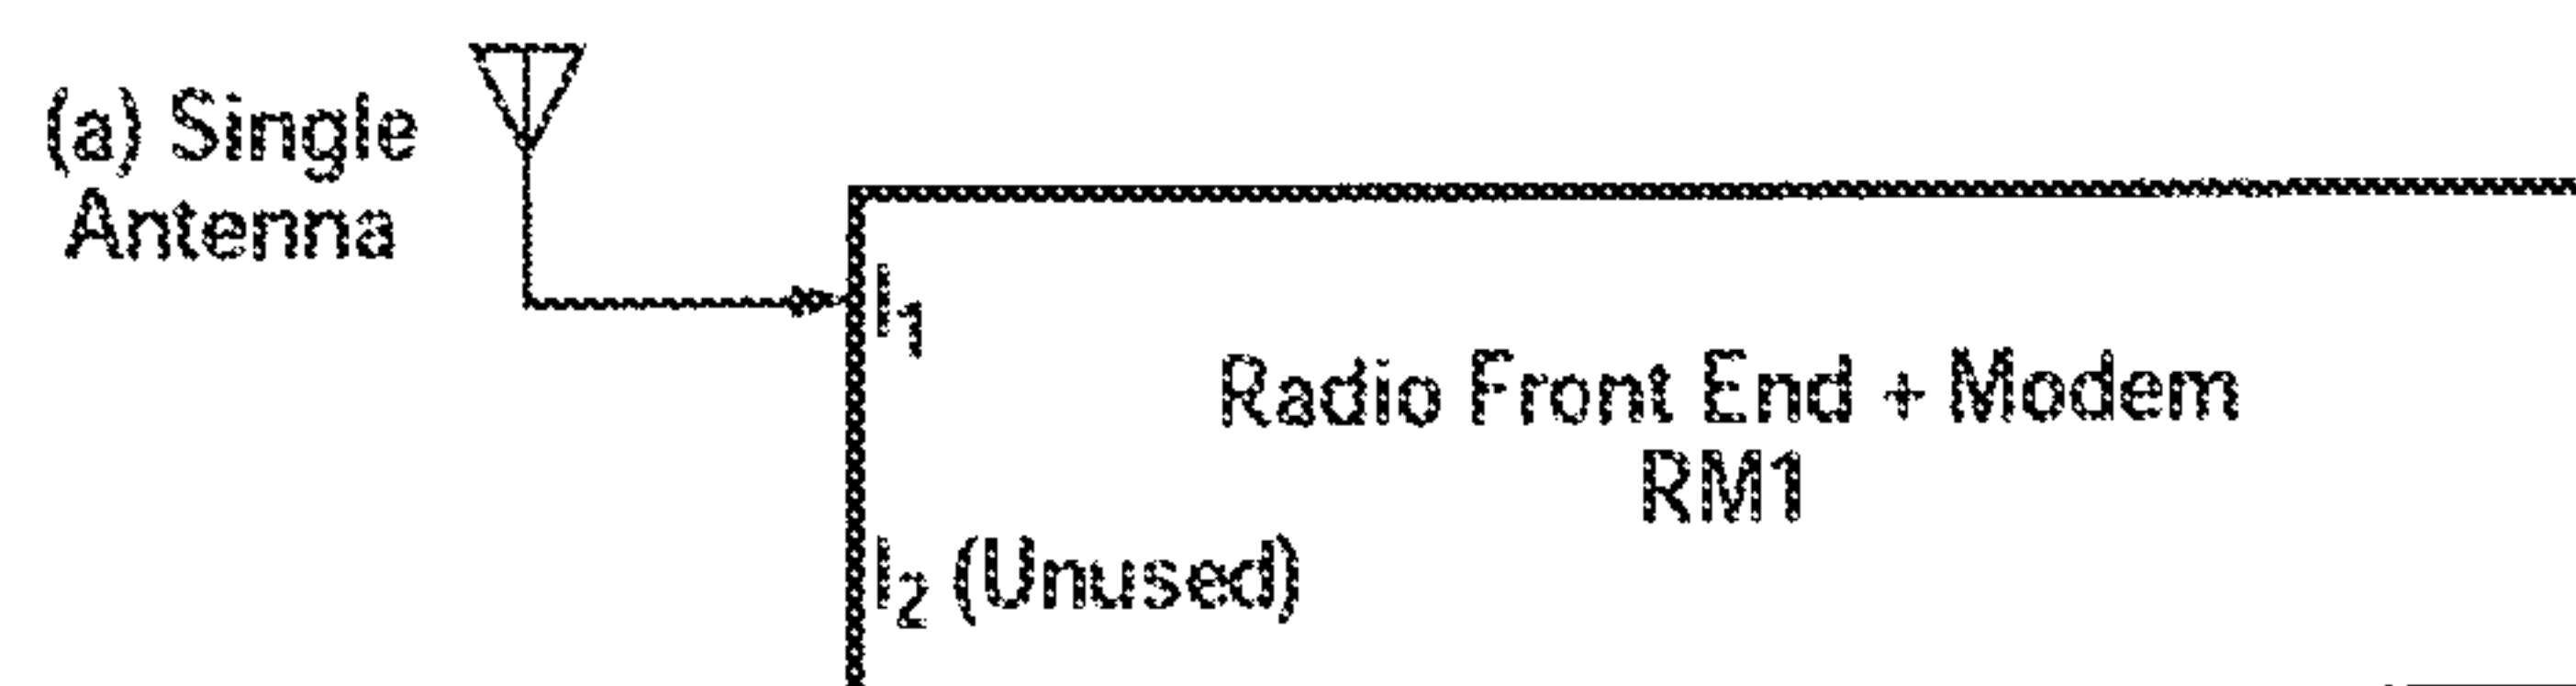 (a) Single
Antenna
I1
Radio Front End + Modem
RM1
I2 (Unused)